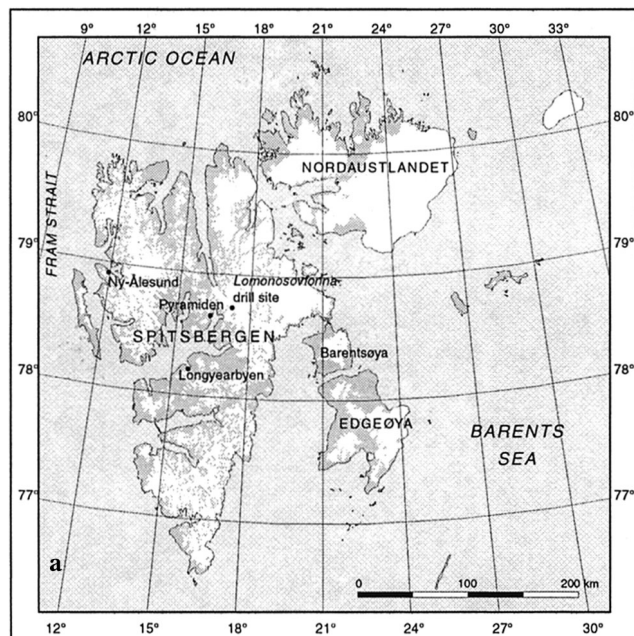 9° 12° 15° 18° 21° 24° 27° 30° 33°
ARCTIC OCEAN
80° 80°
NORDAUSTLANDET
FRAM STRAIT
79° 79°
Ny-Ålesund
Lomonosovfonna-
drill site
Pyramiden
SPITSBERGEN
Barentsøya
78° 78°
Longyearbyen
EDGEØYA
BARENTS
SEA
77° 77°
a
0 100 200 km
12° 15° 18° 21° 24° 27° 30°